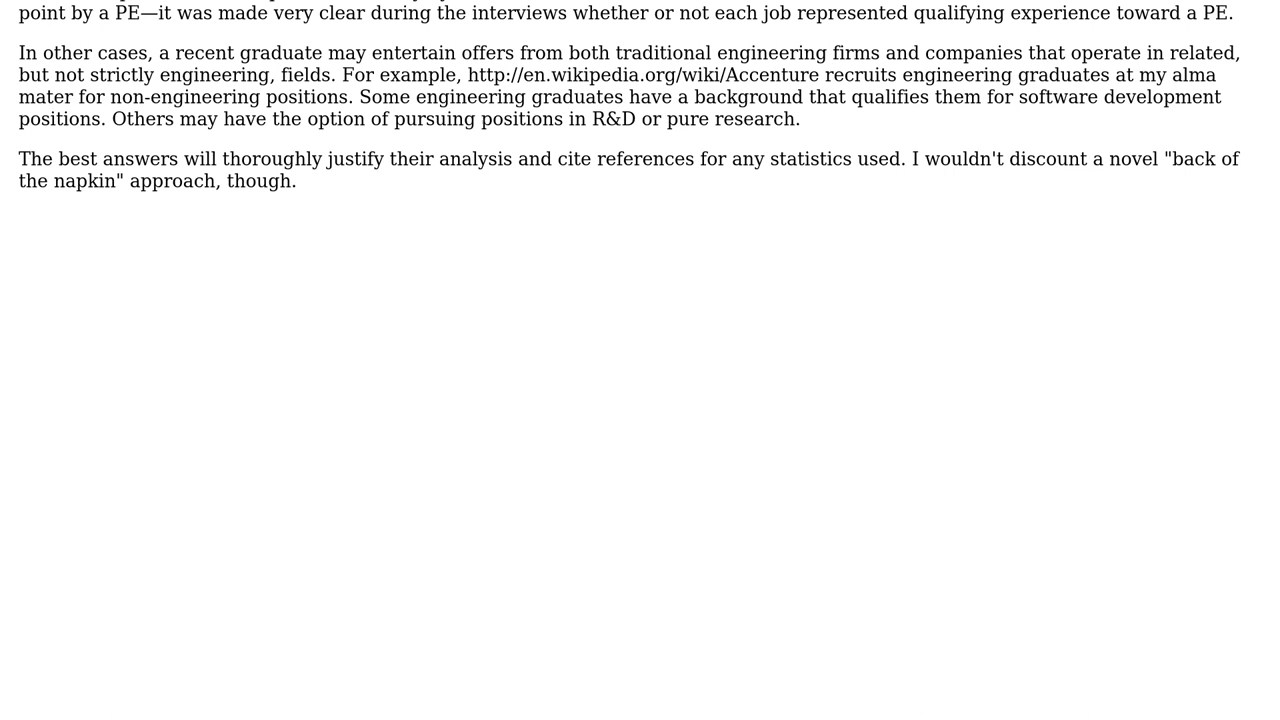 point by a PE—it was made very clear during the interviews whether or not each job represented qualifying experience toward a PE.
In other cases, a recent graduate may entertain offers from both traditional engineering firms and companies that operate in related,
but not strictly engineering, fields. For example, http://en.wikipedia.org/wiki/Accenture recruits engineering graduates at my alma
mater for non-engineering positions. Some engineering graduates have a background that qualifies them for software development
positions. Others may have the option of pursuing positions in R&D or pure research.
The best answers will thoroughly justify their analysis and cite references for any statistics used. I wouldn't discount a novel "back of
the napkin" approach, though.